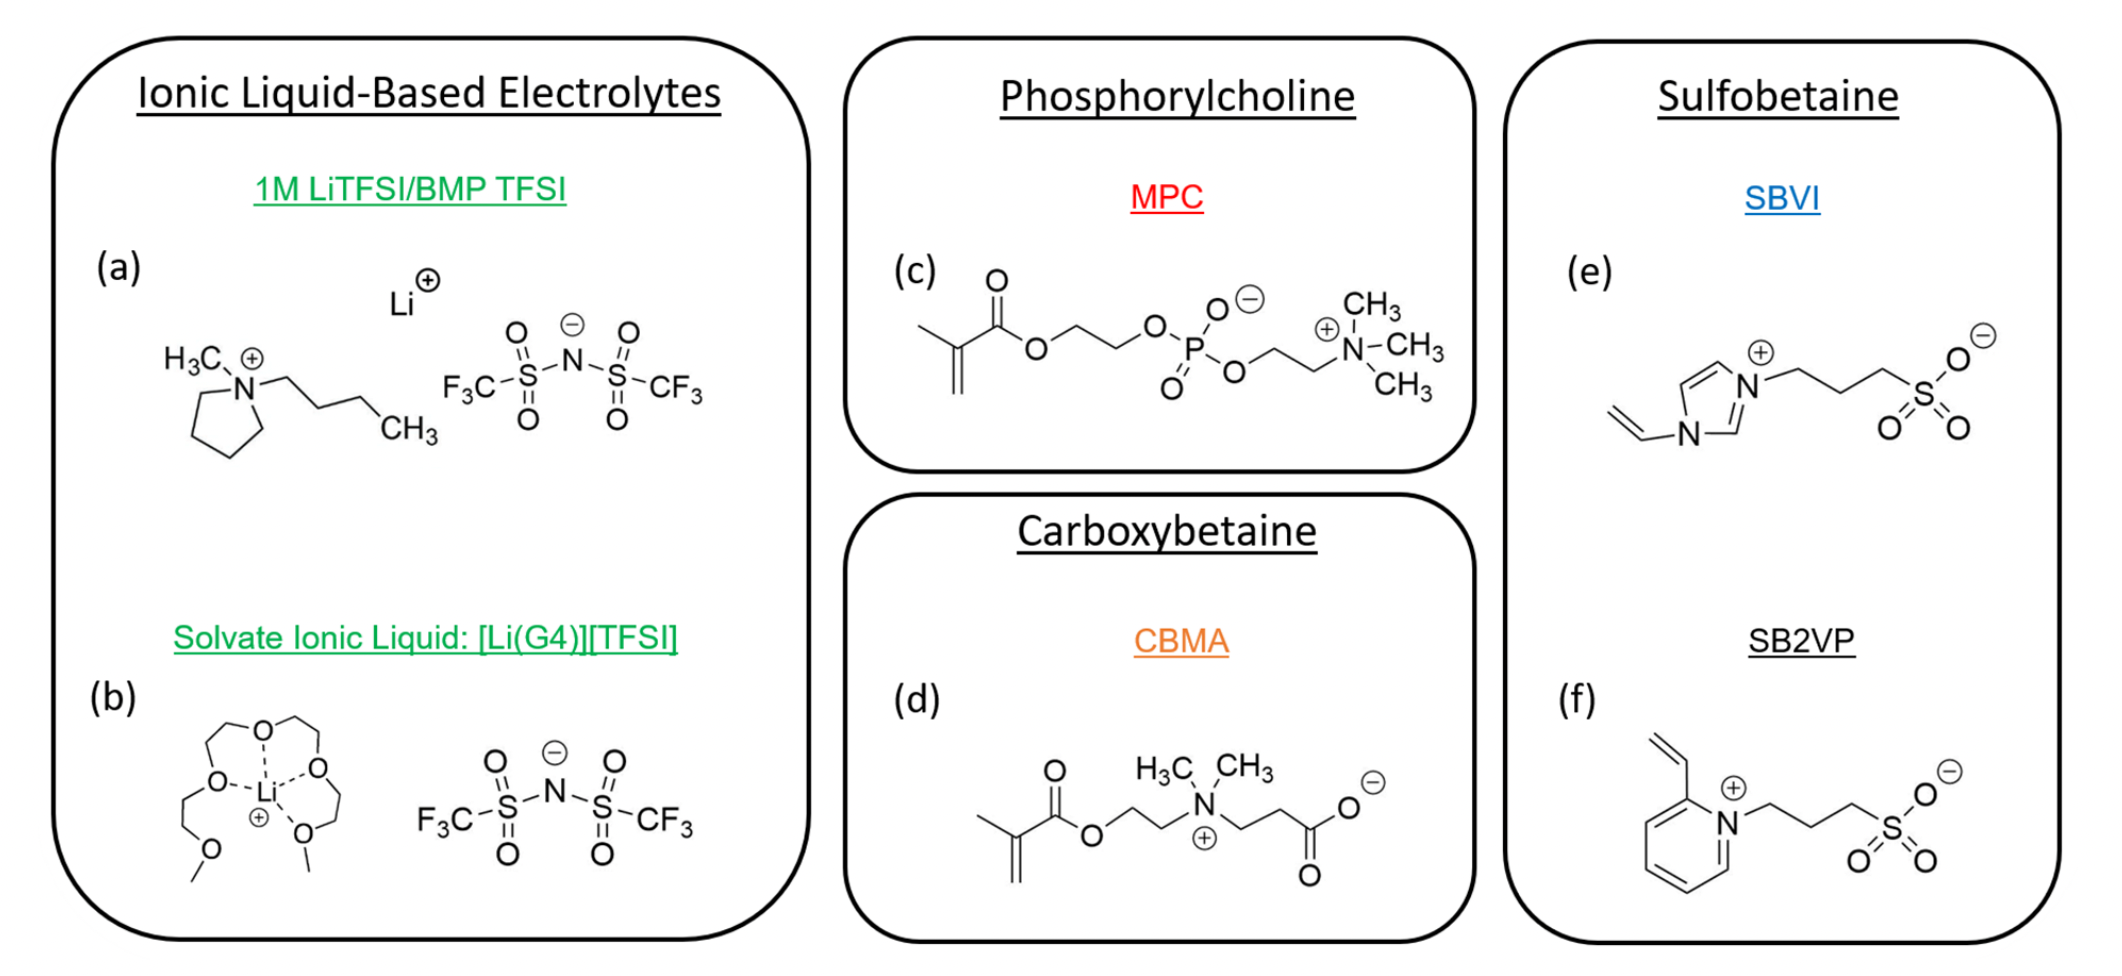 Ionic Liquid-Based Electrolytes
1M LiTFSI/BMP TFSI
(a)
Li ⊕
H₃C ⊕
N
CH₃
O ⊖ O
F₃C S N S CF₃
O O
Solvate Ionic Liquid: [Li(G4)][TFSI]
(b)
O
O Li O
⊕
O O
O ⊖ O
F₃C S N S CF₃
O O
Phosphorylcholine
MPC
(c)
O
O
O P O ⊖
O O
⊕ N CH₃
CH₃
CH₃
Carboxybetaine
CBMA
(d)
O
O
H₃C CH₃
N
⊕
O ⊖
O
Sulfobetaine
SBVI
(e)
N
⊕
N
O ⊖
S
O O
SB2VP
(f)
⊕
N
O ⊖
S
O O